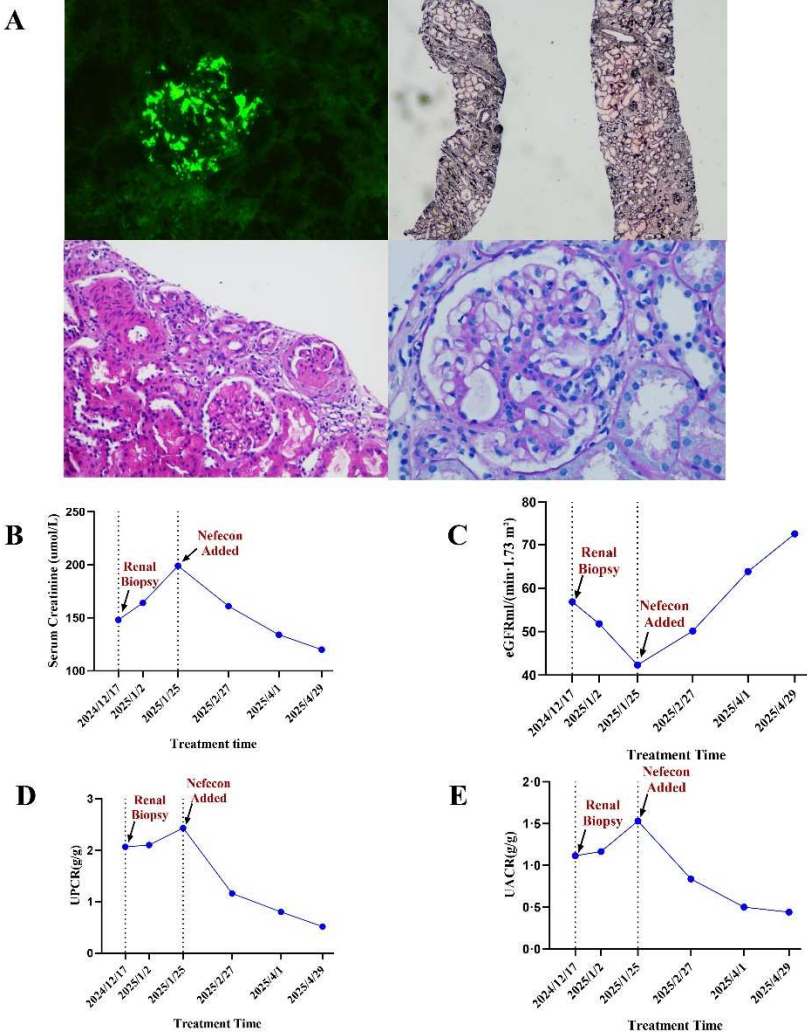 A
B
Serum Creatinine (umol/L)
250
200
150
100
Renal
Biopsy
Nefecon
Added
2024/12/17
2025/1/2
2025/1/25
2025/2/27
2025/4/1
2025/4/29
Treatment time
C
eGFRml/(min·1.73 m²)
80
70
60
50
40
Renal
Biopsy
Nefecon
Added
2024/12/17
2025/1/2
2025/1/25
2025/2/27
2025/4/1
2025/4/29
Treatment Time
D
UPCR(g/g)
3
2
1
0
Renal
Biopsy
Nefecon
Added
2024/12/17
2025/1/2
2025/1/25
2025/2/27
2025/4/1
2025/4/29
Treatment Time
E
UACR(g/g)
2·0
1·5
1·0
0·5
0·0
Renal
Biopsy
Nefecon
Added
2024/12/17
2025/1/2
2025/1/25
2025/2/27
2025/4/1
2025/4/29
Treatment Time